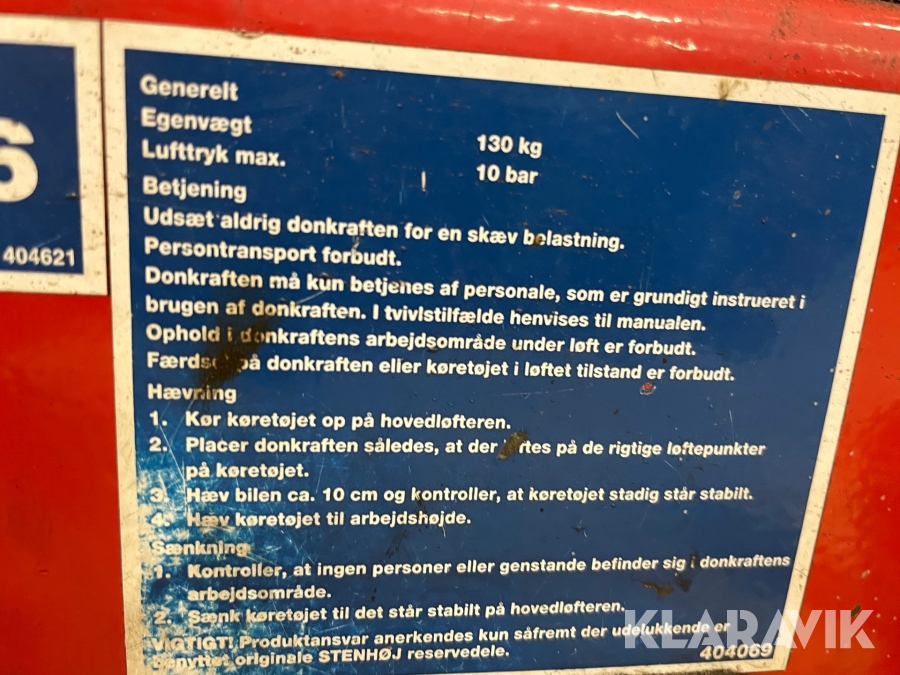 S
404621
Generelt
Egenvægt 130 kg
Lufttryk max. 10 bar
Betjening
Udsæt aldrig donkraften for en skæv belastning.
Persontransport forbudt.
Donkraften må kun betjenes af personale, som er grundigt instrueret i
brugen af donkraften. I tvivlstilfælde henvises til manualen.
Ophold i donkraftens arbejdsområde under løft er forbudt.
Færdsel på donkraften eller køretøjet i løftet tilstand er forbudt.
Hævning
1. Kør køretøjet op på hovedløfteren.
2. Placer donkraften således, at der løftes på de rigtige løftepunkter
på køretøjet.
3. Hæv bilen ca. 10 cm og kontroller, at køretøjet stadig står stabilt.
4. Hæv køretøjet til arbejdshøjde.
Sænkning
1. Kontroller, at ingen personer eller genstande befinder sig i donkraftens
arbejdsområde.
2. Sænk køretøjet til det står stabilt på hovedløfteren.
VIGTIGT! Produktansvar anerkendes kun såfremt der udelukkende er
benyttet originale STENHØJ reservedele.
404069
KLARAVIK